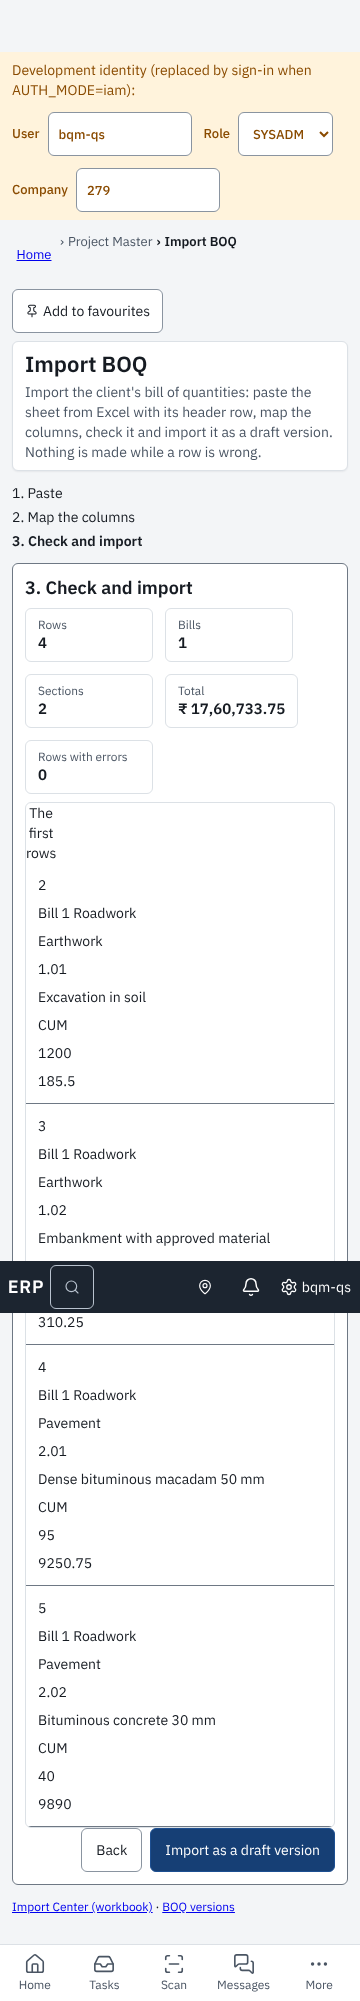 Development identity (replaced by sign-in when
AUTH_MODE=iam):
User bqm-qs Role SYSADM
Company 279
Home › Project Master › Import BOQ
Add to favourites
Import BOQ
Import the client's bill of quantities: paste the
sheet from Excel with its header row, map the
columns, check it and import it as a draft version.
Nothing is made while a row is wrong.
1. Paste
2. Map the columns
3. Check and import
3. Check and import
Rows
4
Bills
1
Sections
2
Total
₹ 17,60,733.75
Rows with errors
0
The
first
rows
2
Bill 1 Roadwork
Earthwork
1.01
Excavation in soil
CUM
1200
185.5
3
Bill 1 Roadwork
Earthwork
1.02
Embankment with approved material
ERP bqm-qs
310.25
4
Bill 1 Roadwork
Pavement
2.01
Dense bituminous macadam 50 mm
CUM
95
9250.75
5
Bill 1 Roadwork
Pavement
2.02
Bituminous concrete 30 mm
CUM
40
9890
Back Import as a draft version
Import Center (workbook) · BOQ versions
Home Tasks Scan Messages More